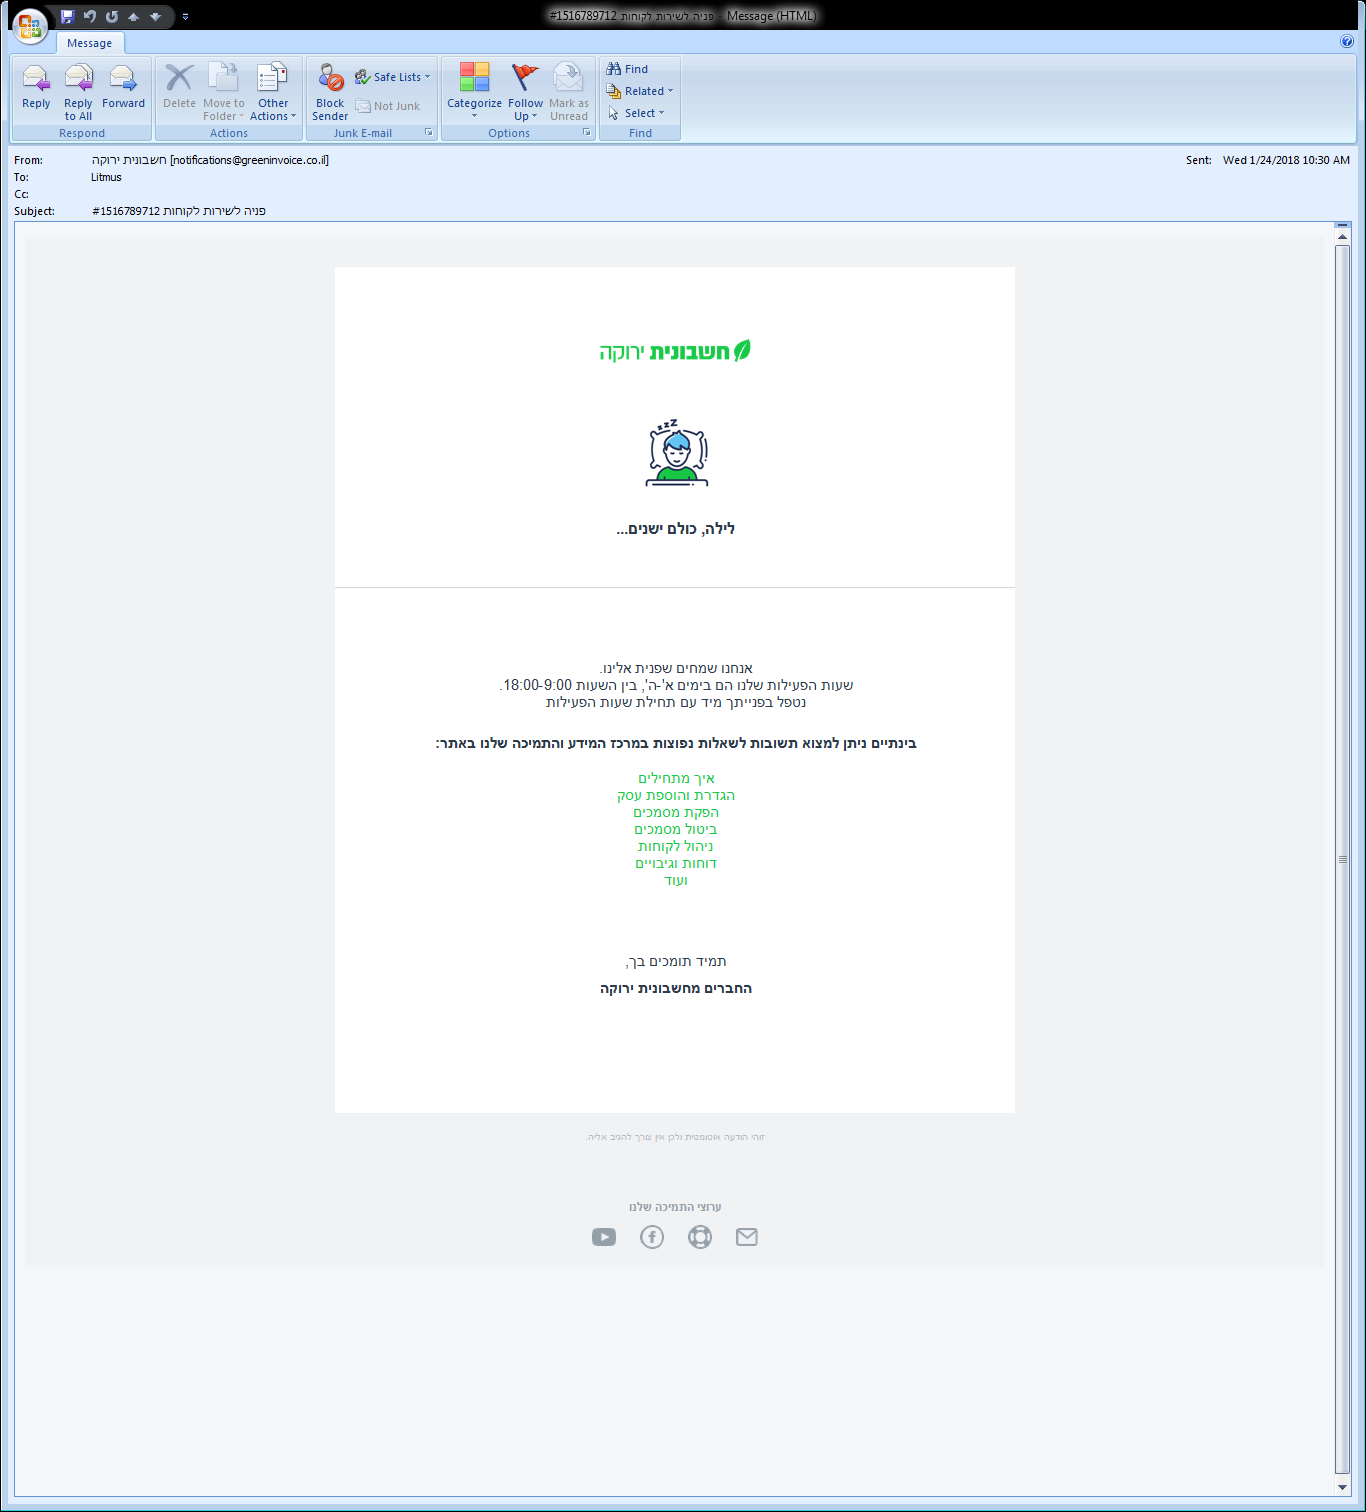 פניה לשירות לקוחות 1516789712# - Message (HTML)
Message
Reply
Reply to All
Forward
Respond
Delete
Move to Folder
Other Actions
Actions
Block Sender
Safe Lists
Not Junk
Junk E-mail
Categorize
Follow Up
Mark as Unread
Options
Find
Related
Select
Find
From: חשבונית ירוקה [notifications@greeninvoice.co.il]
Sent: Wed 1/24/2018 10:30 AM
To: Litmus
Cc:
Subject: פניה לשירות לקוחות 1516789712#
חשבונית ירוקה
zzZ
לילה, כולם ישנים...
אנחנו שמחים שפנית אלינו.
שעות הפעילות שלנו הם בימים א'-ה', בין השעות 18:00-9:00.
נטפל בפנייתך מיד עם תחילת שעות הפעילות
בינתיים ניתן למצוא תשובות לשאלות נפוצות במרכז המידע והתמיכה שלנו באתר:
איך מתחילים
הגדרת והוספת עסק
הפקת מסמכים
ביטול מסמכים
ניהול לקוחות
דוחות וגיבויים
ועוד
תמיד תומכים בך,
החברים מחשבונית ירוקה
זוהי הודעה אוטומטית ולכן אין צורך להגיב אליה.
ערוצי התמיכה שלנו